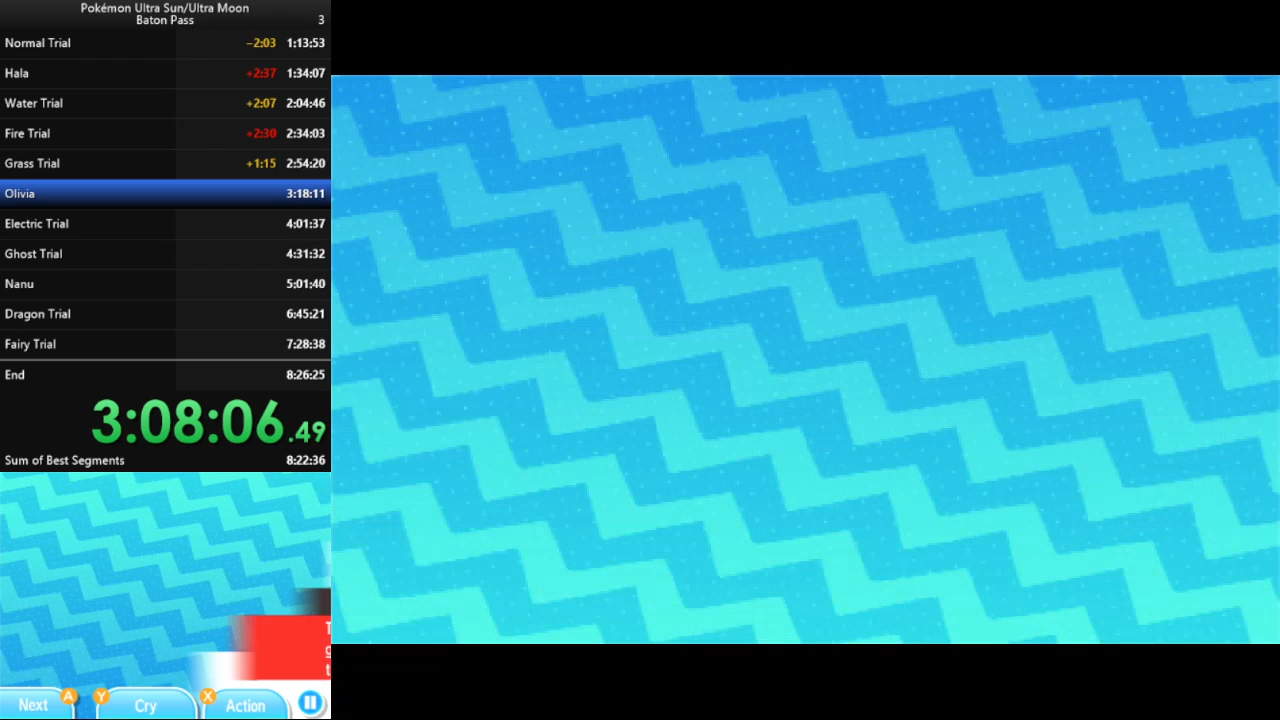 Pokémon Ultra Sun/Ultra Moon
Baton Pass 3
Normal Trial −2:03 1:13:53
Hala +2:37 1:34:07
Water Trial +2:07 2:04:46
Fire Trial +2:30 2:34:03
Grass Trial +1:15 2:54:20
Olivia 3:18:11
Electric Trial 4:01:37
Ghost Trial 4:31:32
Nanu 5:01:40
Dragon Trial 6:45:21
Fairy Trial 7:28:38
End 8:26:25
3:08:06.49
Sum of Best Segments 8:22:36
Next A Y Cry X Action